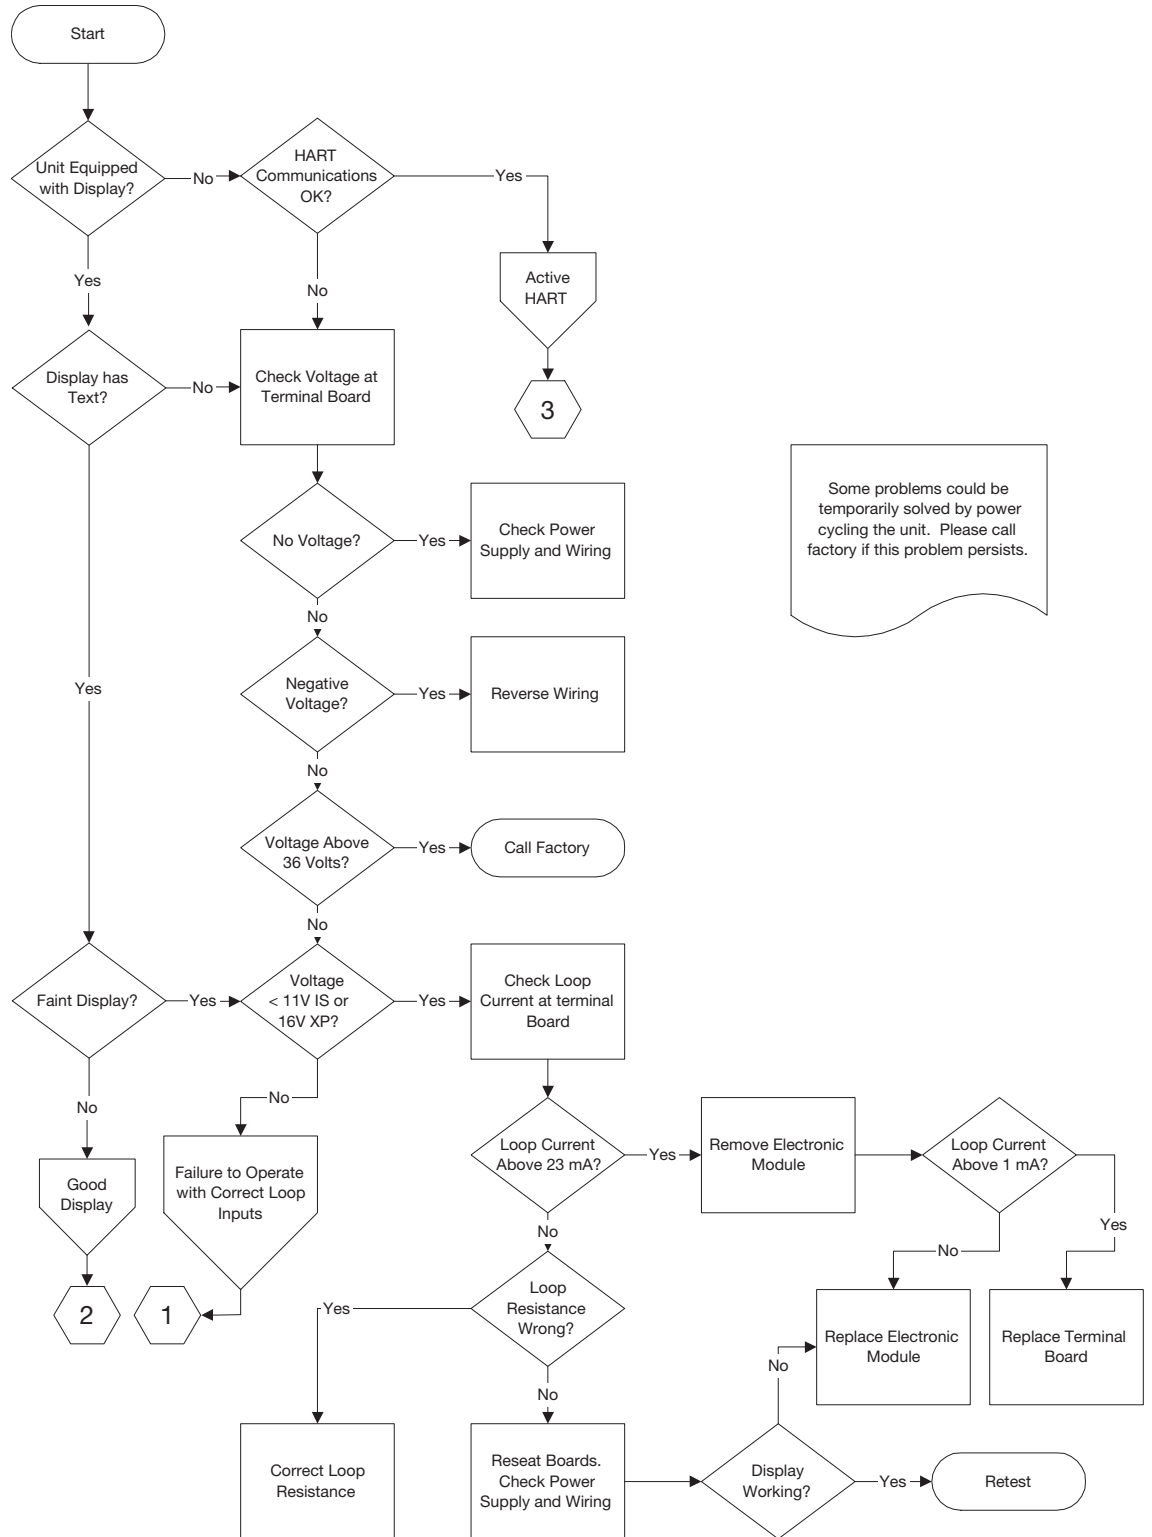 Start
Unit Equipped
with Display?
No
HART
Communications
OK?
Yes
Yes
No
Active
HART
Display has
Text?
No
Check Voltage at
Terminal Board
3
Some problems could be
temporarily solved by power
cycling the unit. Please call
factory if this problem persists.
No Voltage?
Yes
Check Power
Supply and Wiring
No
Yes
Negative
Voltage?
Yes
Reverse Wiring
No
Voltage Above
36 Volts?
Yes
Call Factory
No
Faint Display?
Yes
Voltage
< 11V IS or
16V XP?
Yes
Check Loop
Current at terminal
Board
No
No
Loop Current
Above 23 mA?
Yes
Remove Electronic
Module
Loop Current
Above 1 mA?
Good
Display
Failure to Operate
with Correct Loop
Inputs
No
No
Yes
2
1
Yes
Loop
Resistance
Wrong?
Replace Electronic
Module
Replace Terminal
Board
No
No
Correct Loop
Resistance
Reseat Boards.
Check Power
Supply and Wiring
Display
Working?
Yes
Retest